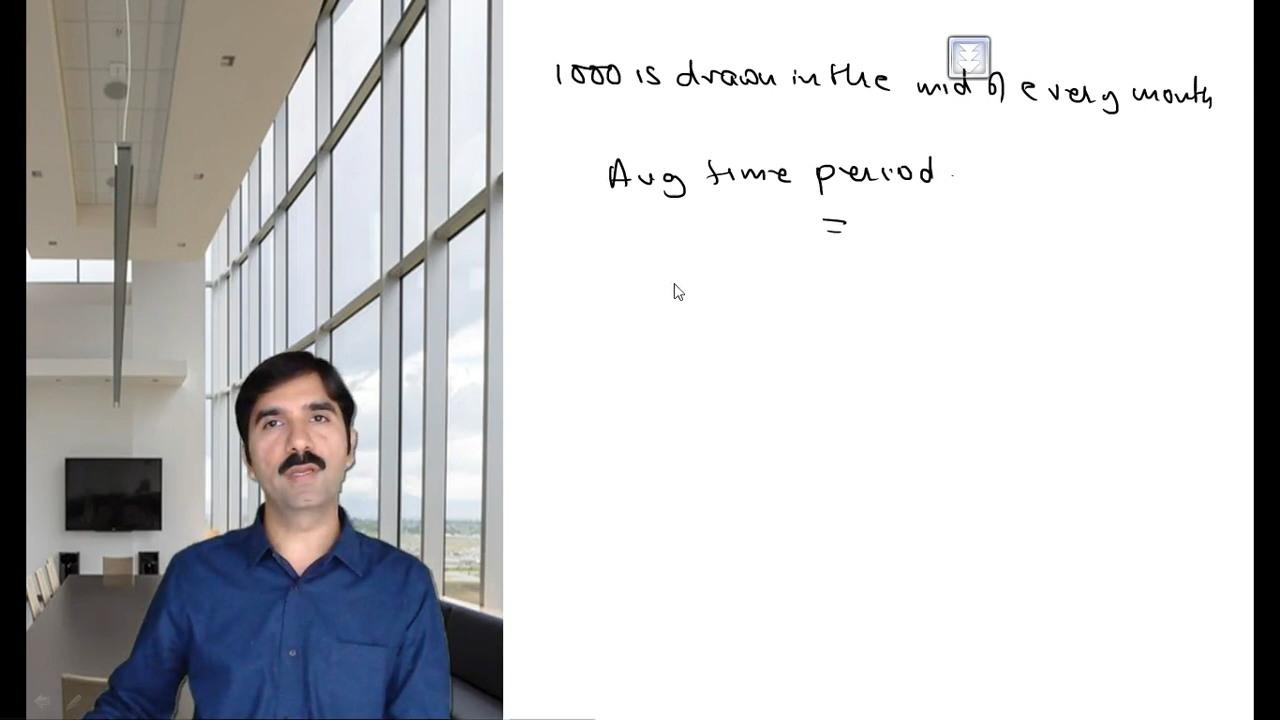 1000 is drawn in the mid of every month
Avg time period
=